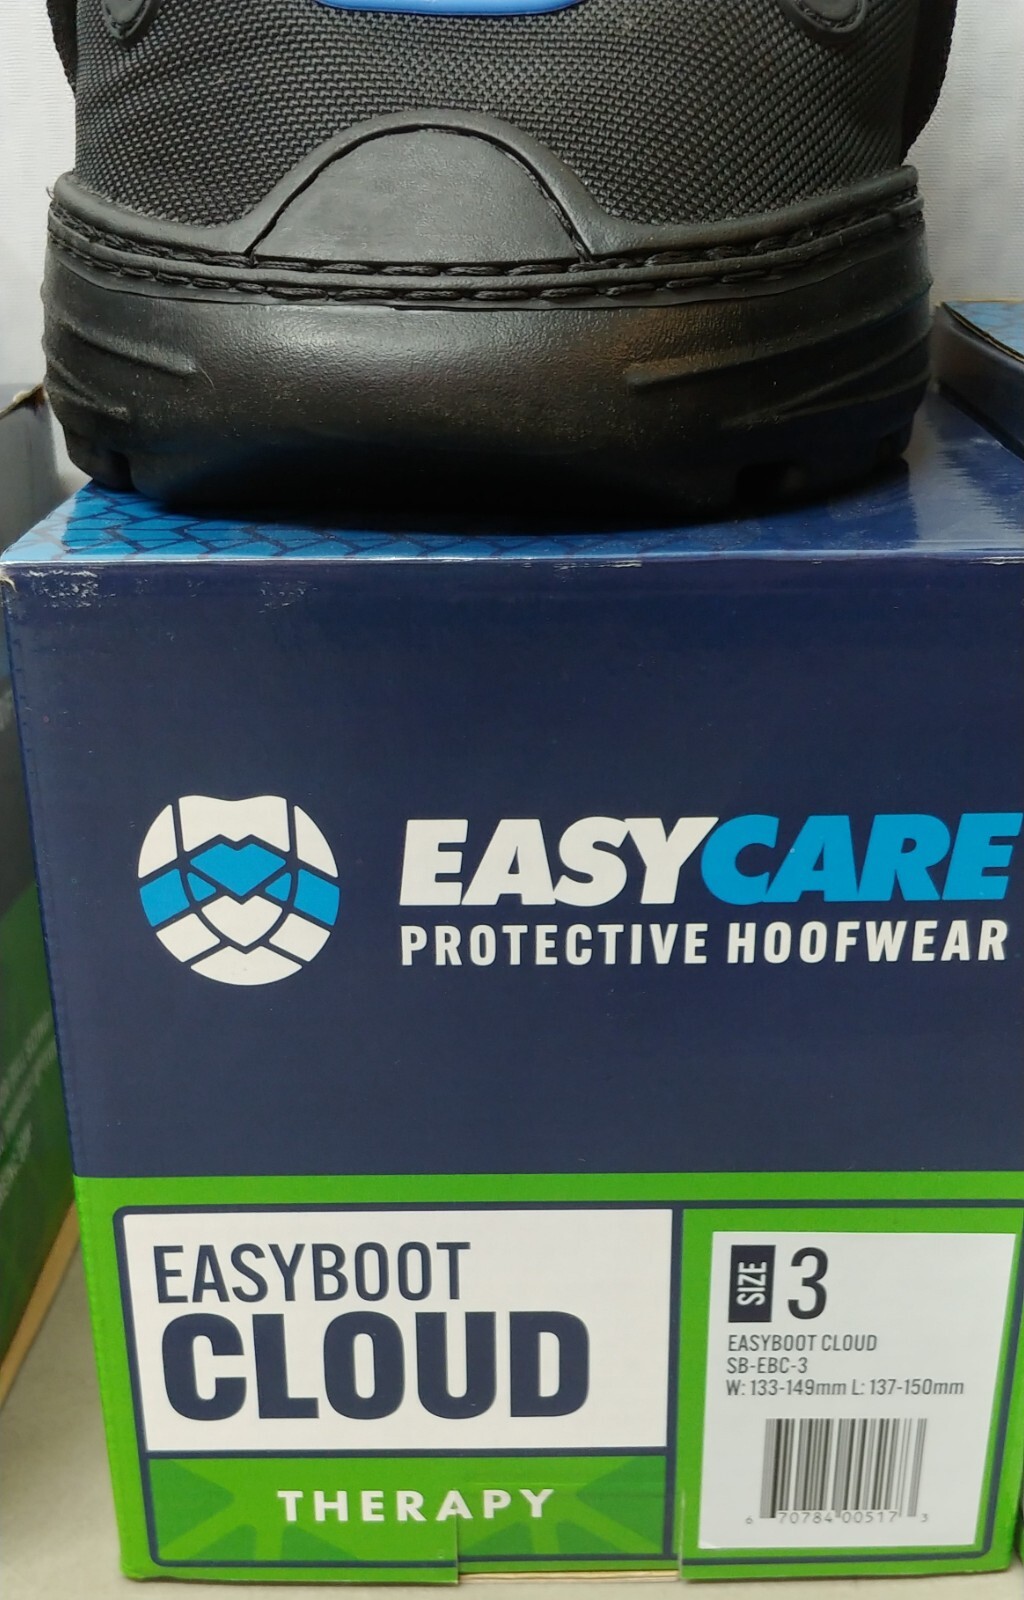 EASYCARE
PROTECTIVE HOOFWEAR
EASYBOOT
CLOUD
THERAPY
SIZE 3
EASYBOOT CLOUD
SB-EBC-3
W: 133-149mm L: 137-150mm
6 70784 00517 3